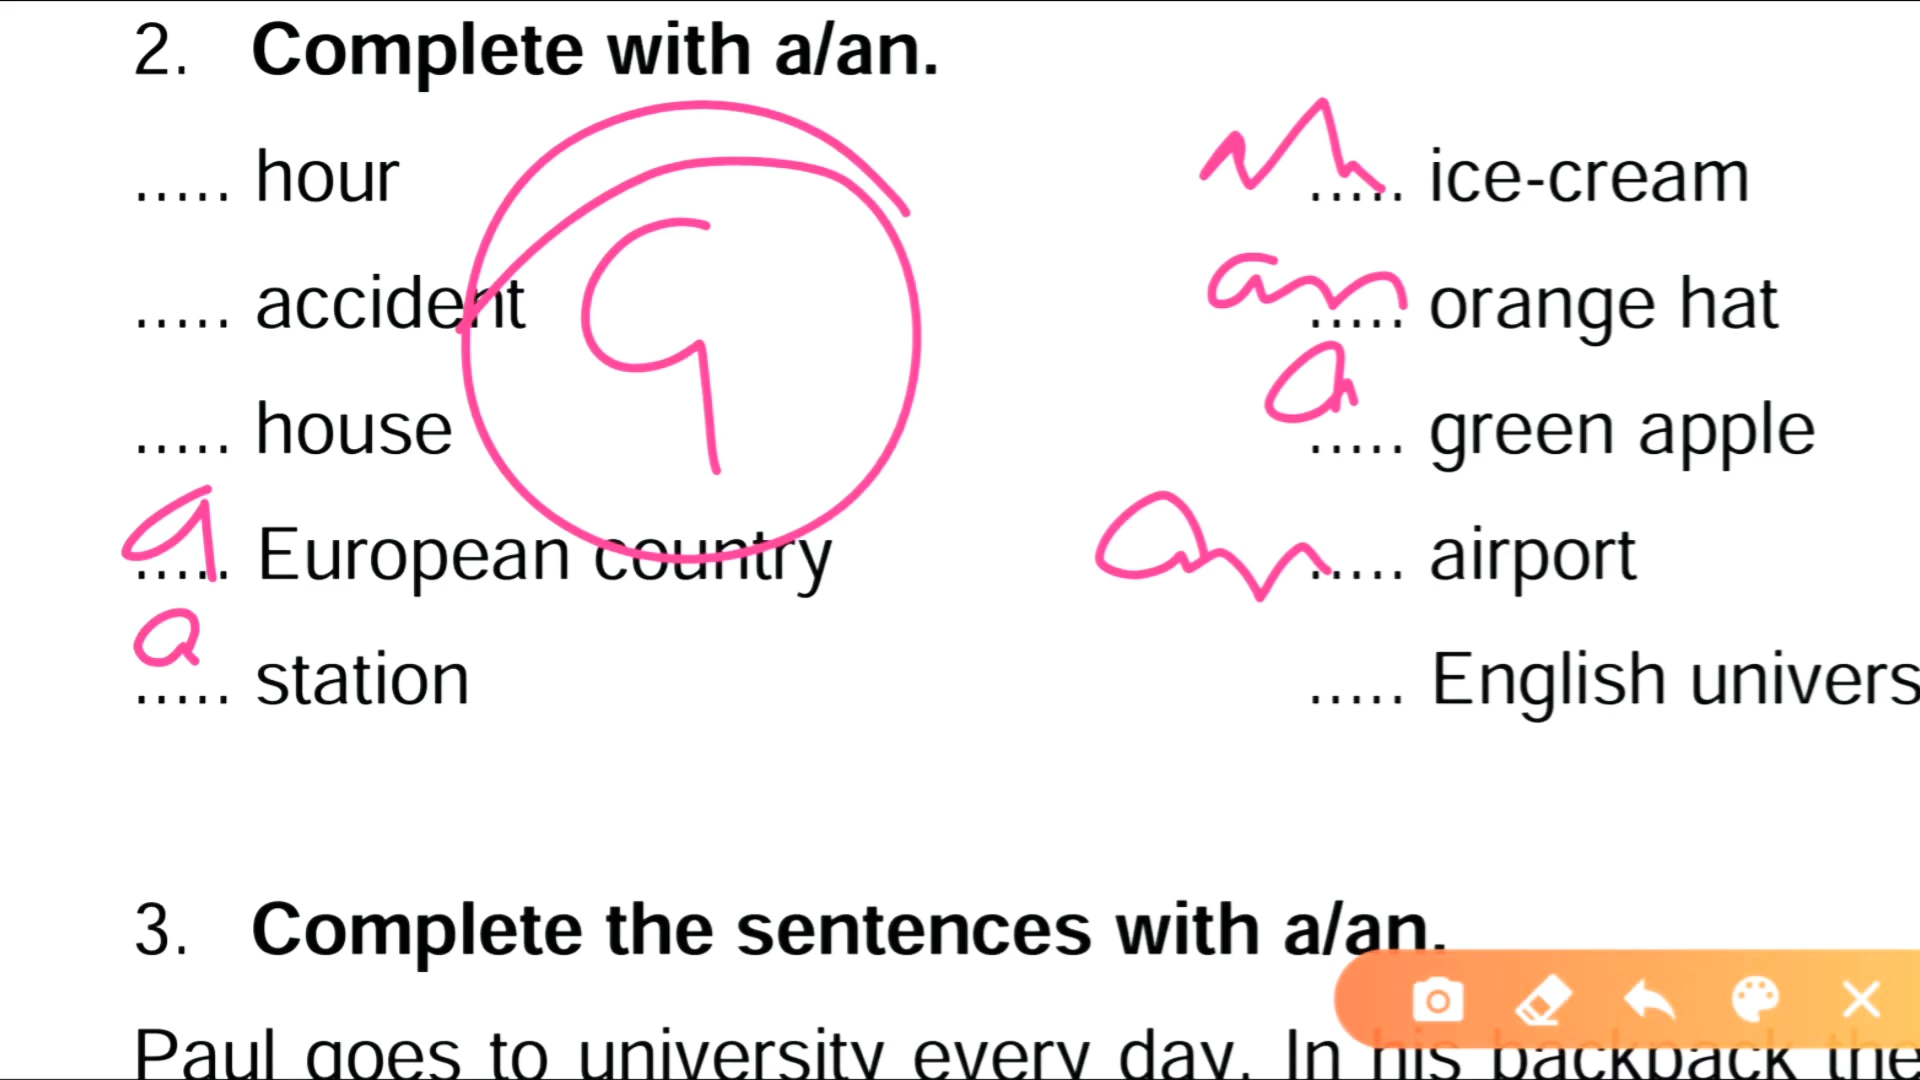 2. Complete with a/an.
..... hour
an ..... ice-cream
..... accident
an ..... orange hat
..... house
a ..... green apple
9
a ..... European country
an ..... airport
a ..... station
..... English univers
3. Complete the sentences with a/an.
Paul goes to university every day. In his backpack the